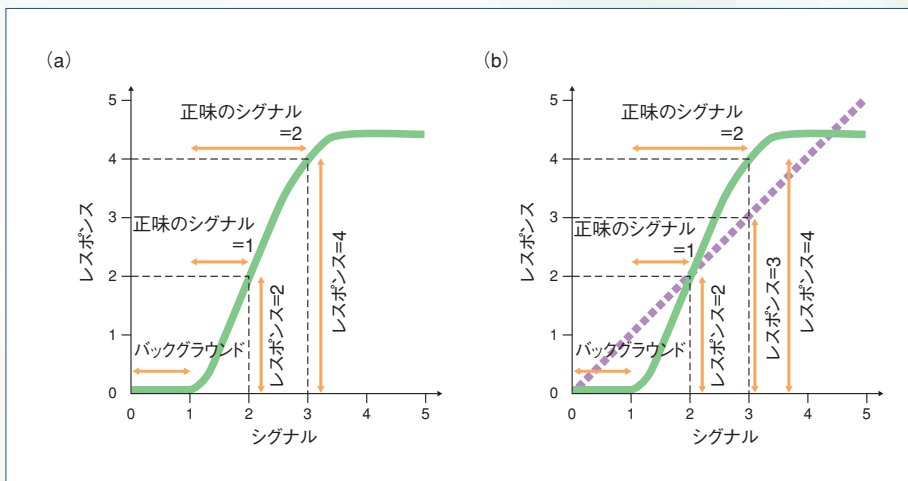 (a)
正味のシグナル
=2
正味のシグナル
=1
バックグラウンド
レスポンス=2
レスポンス=4
レスポンス
5
4
3
2
1
0
0 1 2 3 4 5
シグナル
(b)
正味のシグナル
=2
正味のシグナル
=1
バックグラウンド
レスポンス=2
レスポンス=3
レスポンス=4
レスポンス
5
4
3
2
1
0
0 1 2 3 4 5
シグナル